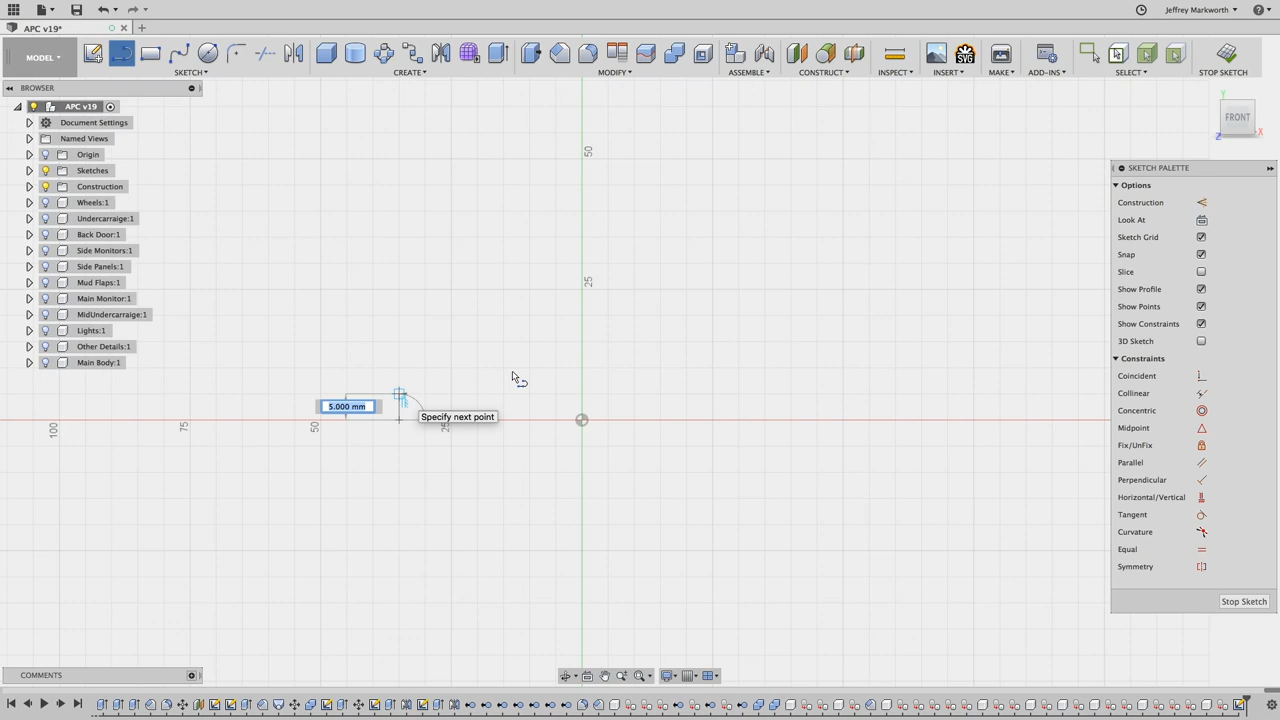 Jeffrey Markworth
APC v19*
MODEL
SKETCH
CREATE
MODIFY
ASSEMBLE
CONSTRUCT
INSPECT
INSERT
SVG
MAKE
ADD-INS
SELECT
STOP SKETCH
BROWSER
APC v19
Document Settings
Named Views
Origin
Sketches
Construction
Wheels:1
Undercarraige:1
Back Door:1
Side Monitors:1
Side Panels:1
Mud Flaps:1
Main Monitor:1
MidUndercarraige:1
Lights:1
Other Details:1
Main Body:1
Y
FRONT
Z
X
50
25
100
75
50
25
5.000 mm
Specify next point
SKETCH PALETTE
Options
Construction
Look At
Sketch Grid
Snap
Slice
Show Profile
Show Points
Show Constraints
3D Sketch
Constraints
Coincident
Collinear
Concentric
Midpoint
Fix/UnFix
Parallel
Perpendicular
Horizontal/Vertical
Tangent
Curvature
Equal
Symmetry
Stop Sketch
COMMENTS